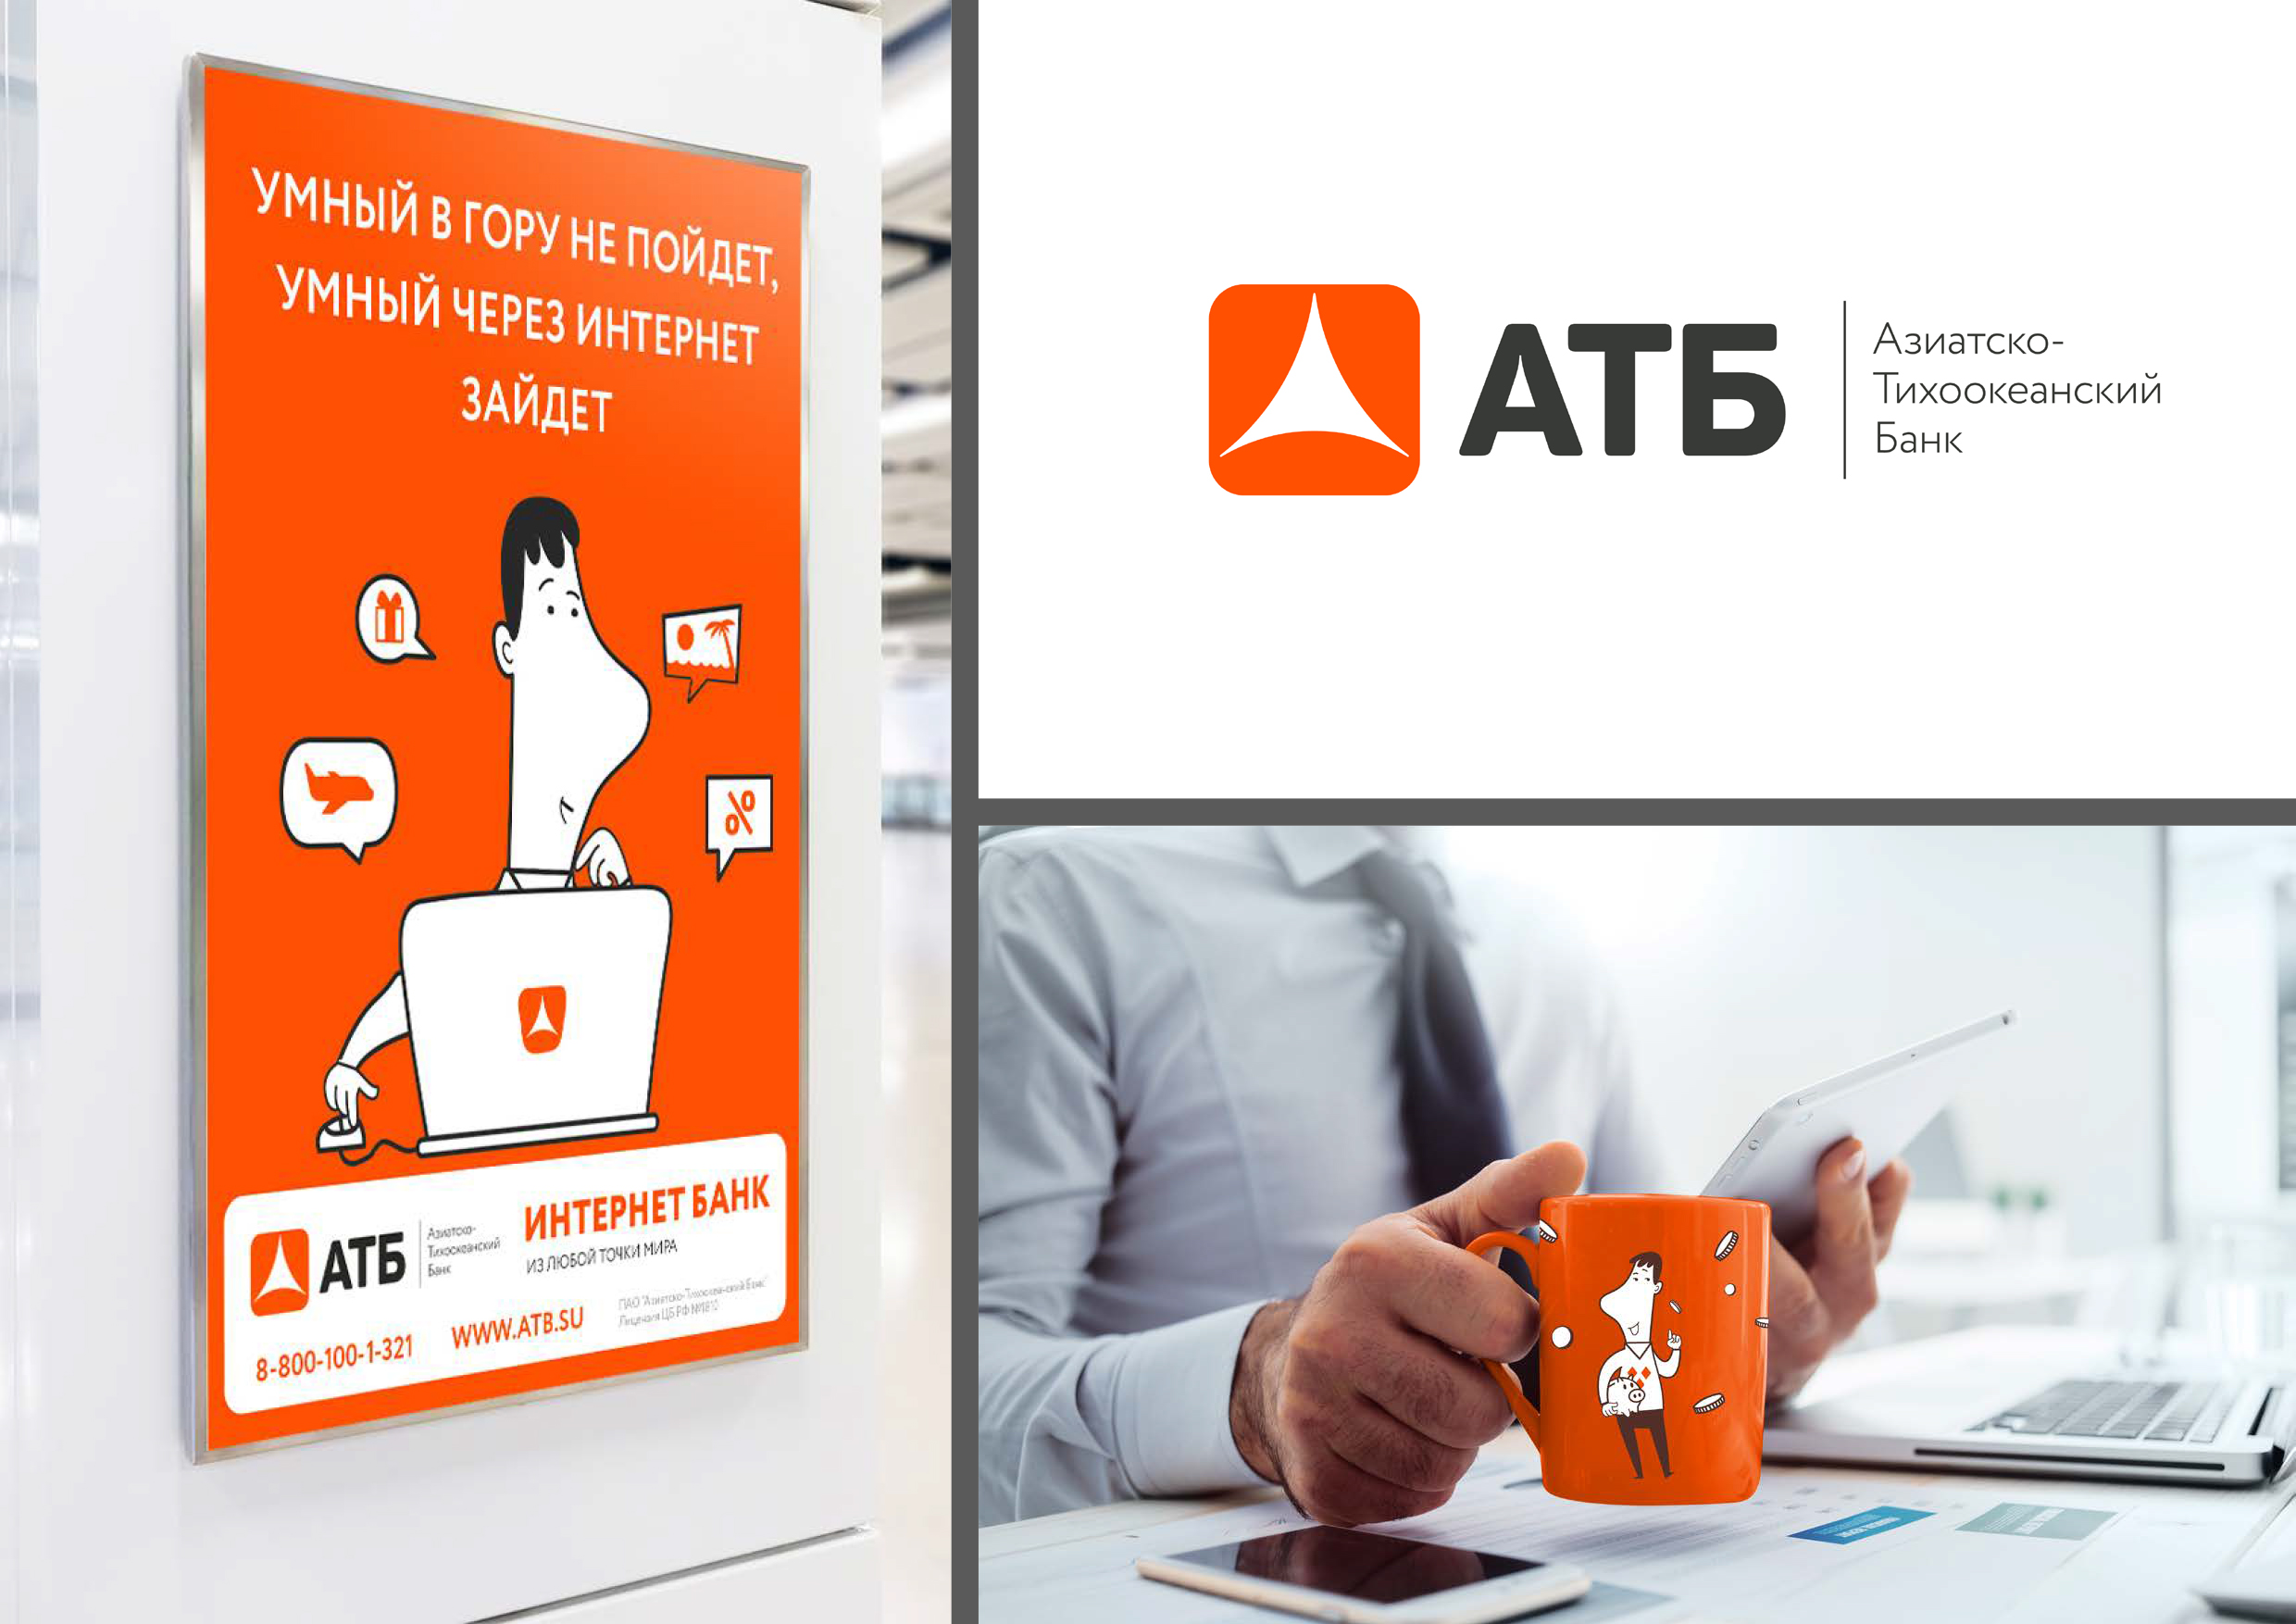 УМНЫЙ В ГОРУ НЕ ПОЙДЕТ,
УМНЫЙ ЧЕРЕЗ ИНТЕРНЕТ
ЗАЙДЕТ
%
АТБ
Азиатско-
Тихоокеанский
Банк
ИНТЕРНЕТ БАНК
ИЗ ЛЮБОЙ ТОЧКИ МИРА
8-800-100-1-321
WWW.ATB.SU
ПАО "Азиатско-Тихоокеанский Банк"
Лицензия ЦБ РФ №1810
АТБ
Азиатско-
Тихоокеанский
Банк